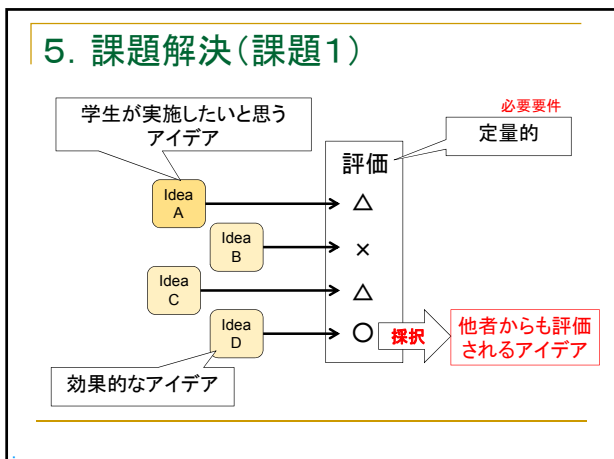 5. 課題解決(課題1)
学生が実施したいと思う
アイデア
必要要件
定量的
評価
Idea
A
△
Idea
B
×
Idea
C
△
Idea
D
○
採択
他者からも評価
されるアイデア
効果的なアイデア